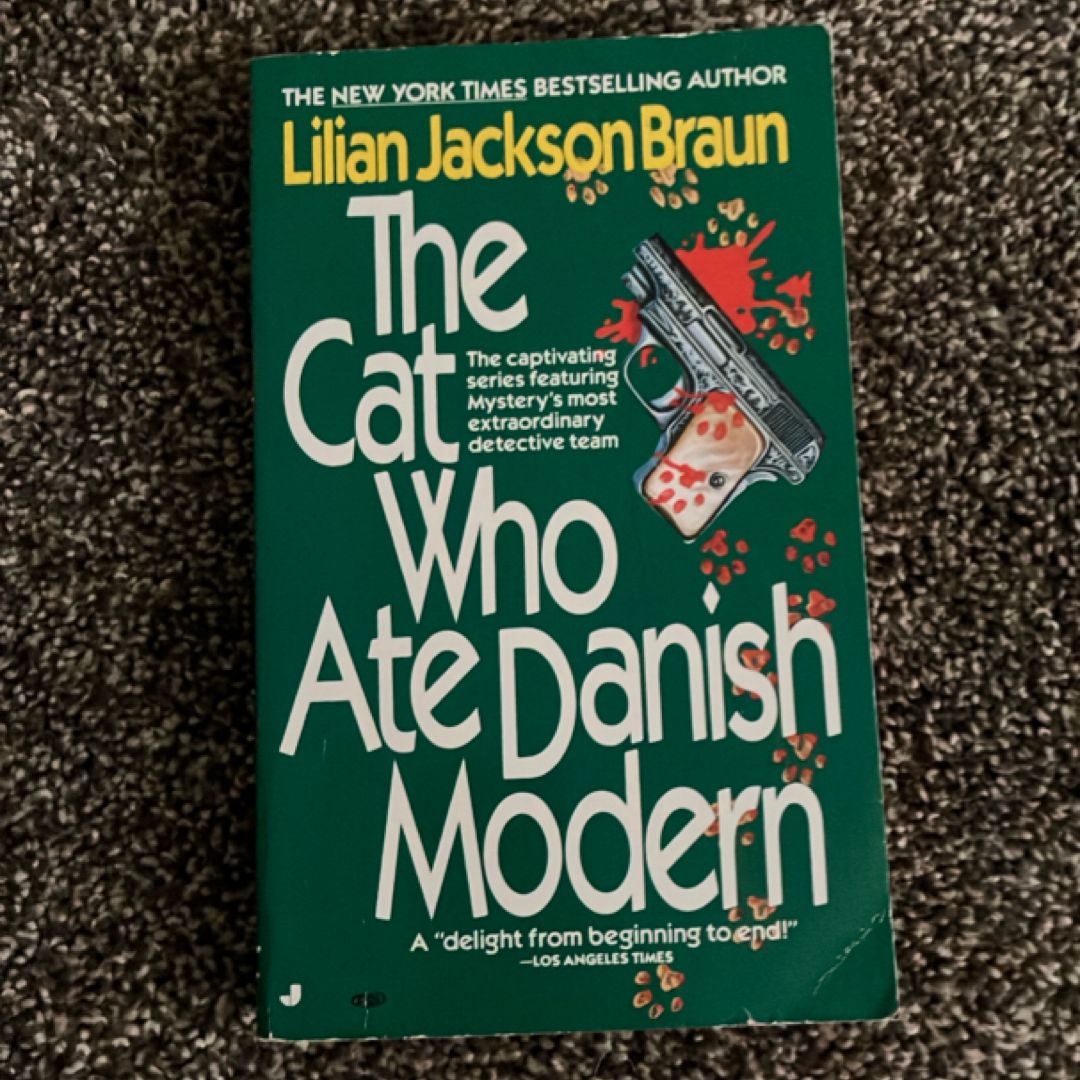 THE NEW YORK TIMES BESTSELLING AUTHOR
Lilian Jackson Braun
The
Cat
The captivating
series featuring
Mystery's most
extraordinary
detective team
Who
Ate Danish
Modern
A "delight from beginning to end!"
—LOS ANGELES TIMES
J